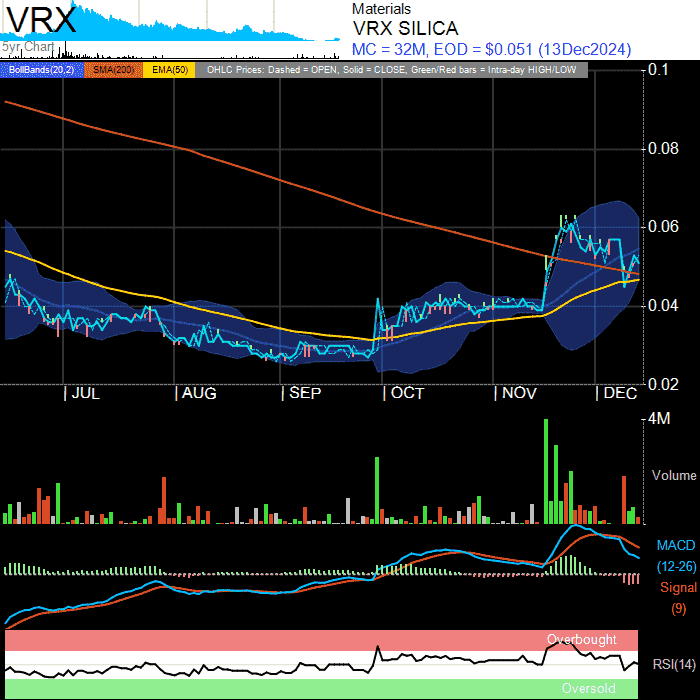 VRX
5yr Chart
Materials
VRX SILICA
MC = 32M, EOD = $0.051 (13Dec2024)
BollBands(20,2) SMA(200) EMA(50) OHLC Prices: Dashed = OPEN, Solid = CLOSE, Green/Red bars = Intra-day HIGH/LOW
0.1
0.08
0.06
0.04
0.02
JUL AUG SEP OCT NOV DEC
4M
Volume
MACD
(12-26)
Signal
(9)
Overbought
RSI(14)
Oversold